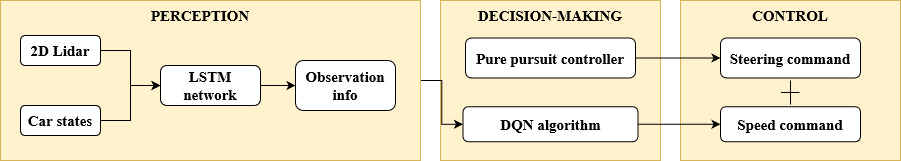 PERCEPTION
2D Lidar
Car states
LSTM
network
Observation
info
DECISION-MAKING
Pure pursuit controller
DQN algorithm
CONTROL
Steering command
Speed command